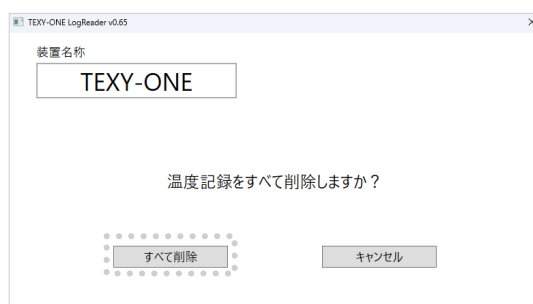 TEXY-ONE LogReader v0.65
装置名称
TEXY-ONE
温度記録をすべて削除しますか？
すべて削除 キャンセル